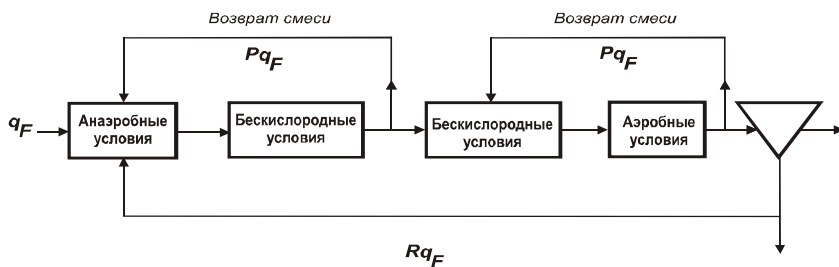 Возврат смеси
Возврат смеси
Pq_F
Pq_F
q_F
Анаэробные
условия
Бескислородные
условия
Бескислородные
условия
Аэробные
условия
Rq_F